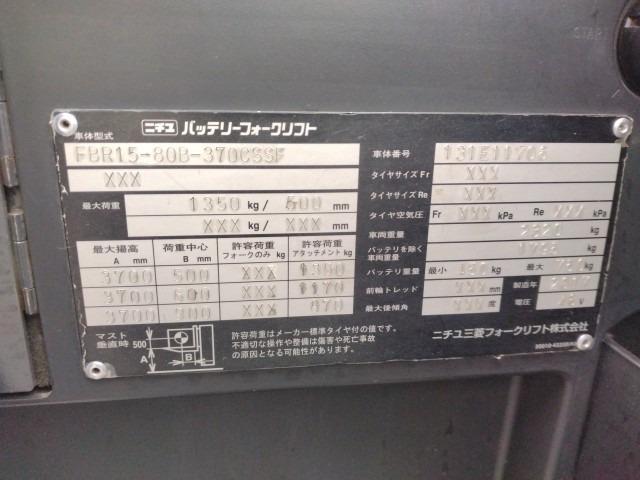 START
ニチユ バッテリーフォークリフト
車体型式
FBR15-80B-370CSSF
XXX
最大荷重 1350 kg / 500 mm
XXX kg / XXX mm
最大揚高 A mm 荷重中心 B mm 許容荷重 フォークのみ kg 許容荷重 アタッチメント kg
3700 500 XXX 1350
3700 600 XXX 1170
3700 900 XXX 870
マスト垂直時 500 A B
許容荷重はメーカー標準タイヤ付の値です。
不適切な操作や整備は傷害や死亡事故
の原因となる可能性があります。
車体番号 131E11706
タイヤサイズ Fr XXX
タイヤサイズ Re XXX
タイヤ空気圧 Fr XXX kPa Re XXX kPa
車両重量 kg
バッテリを除く車両重量 kg
バッテリ重量 最小 kg 最大 kg
前輪トレッド XXX mm 製造年
最大後傾角 XXX 度 電圧 V
ニチユ三菱フォークリフト株式会社